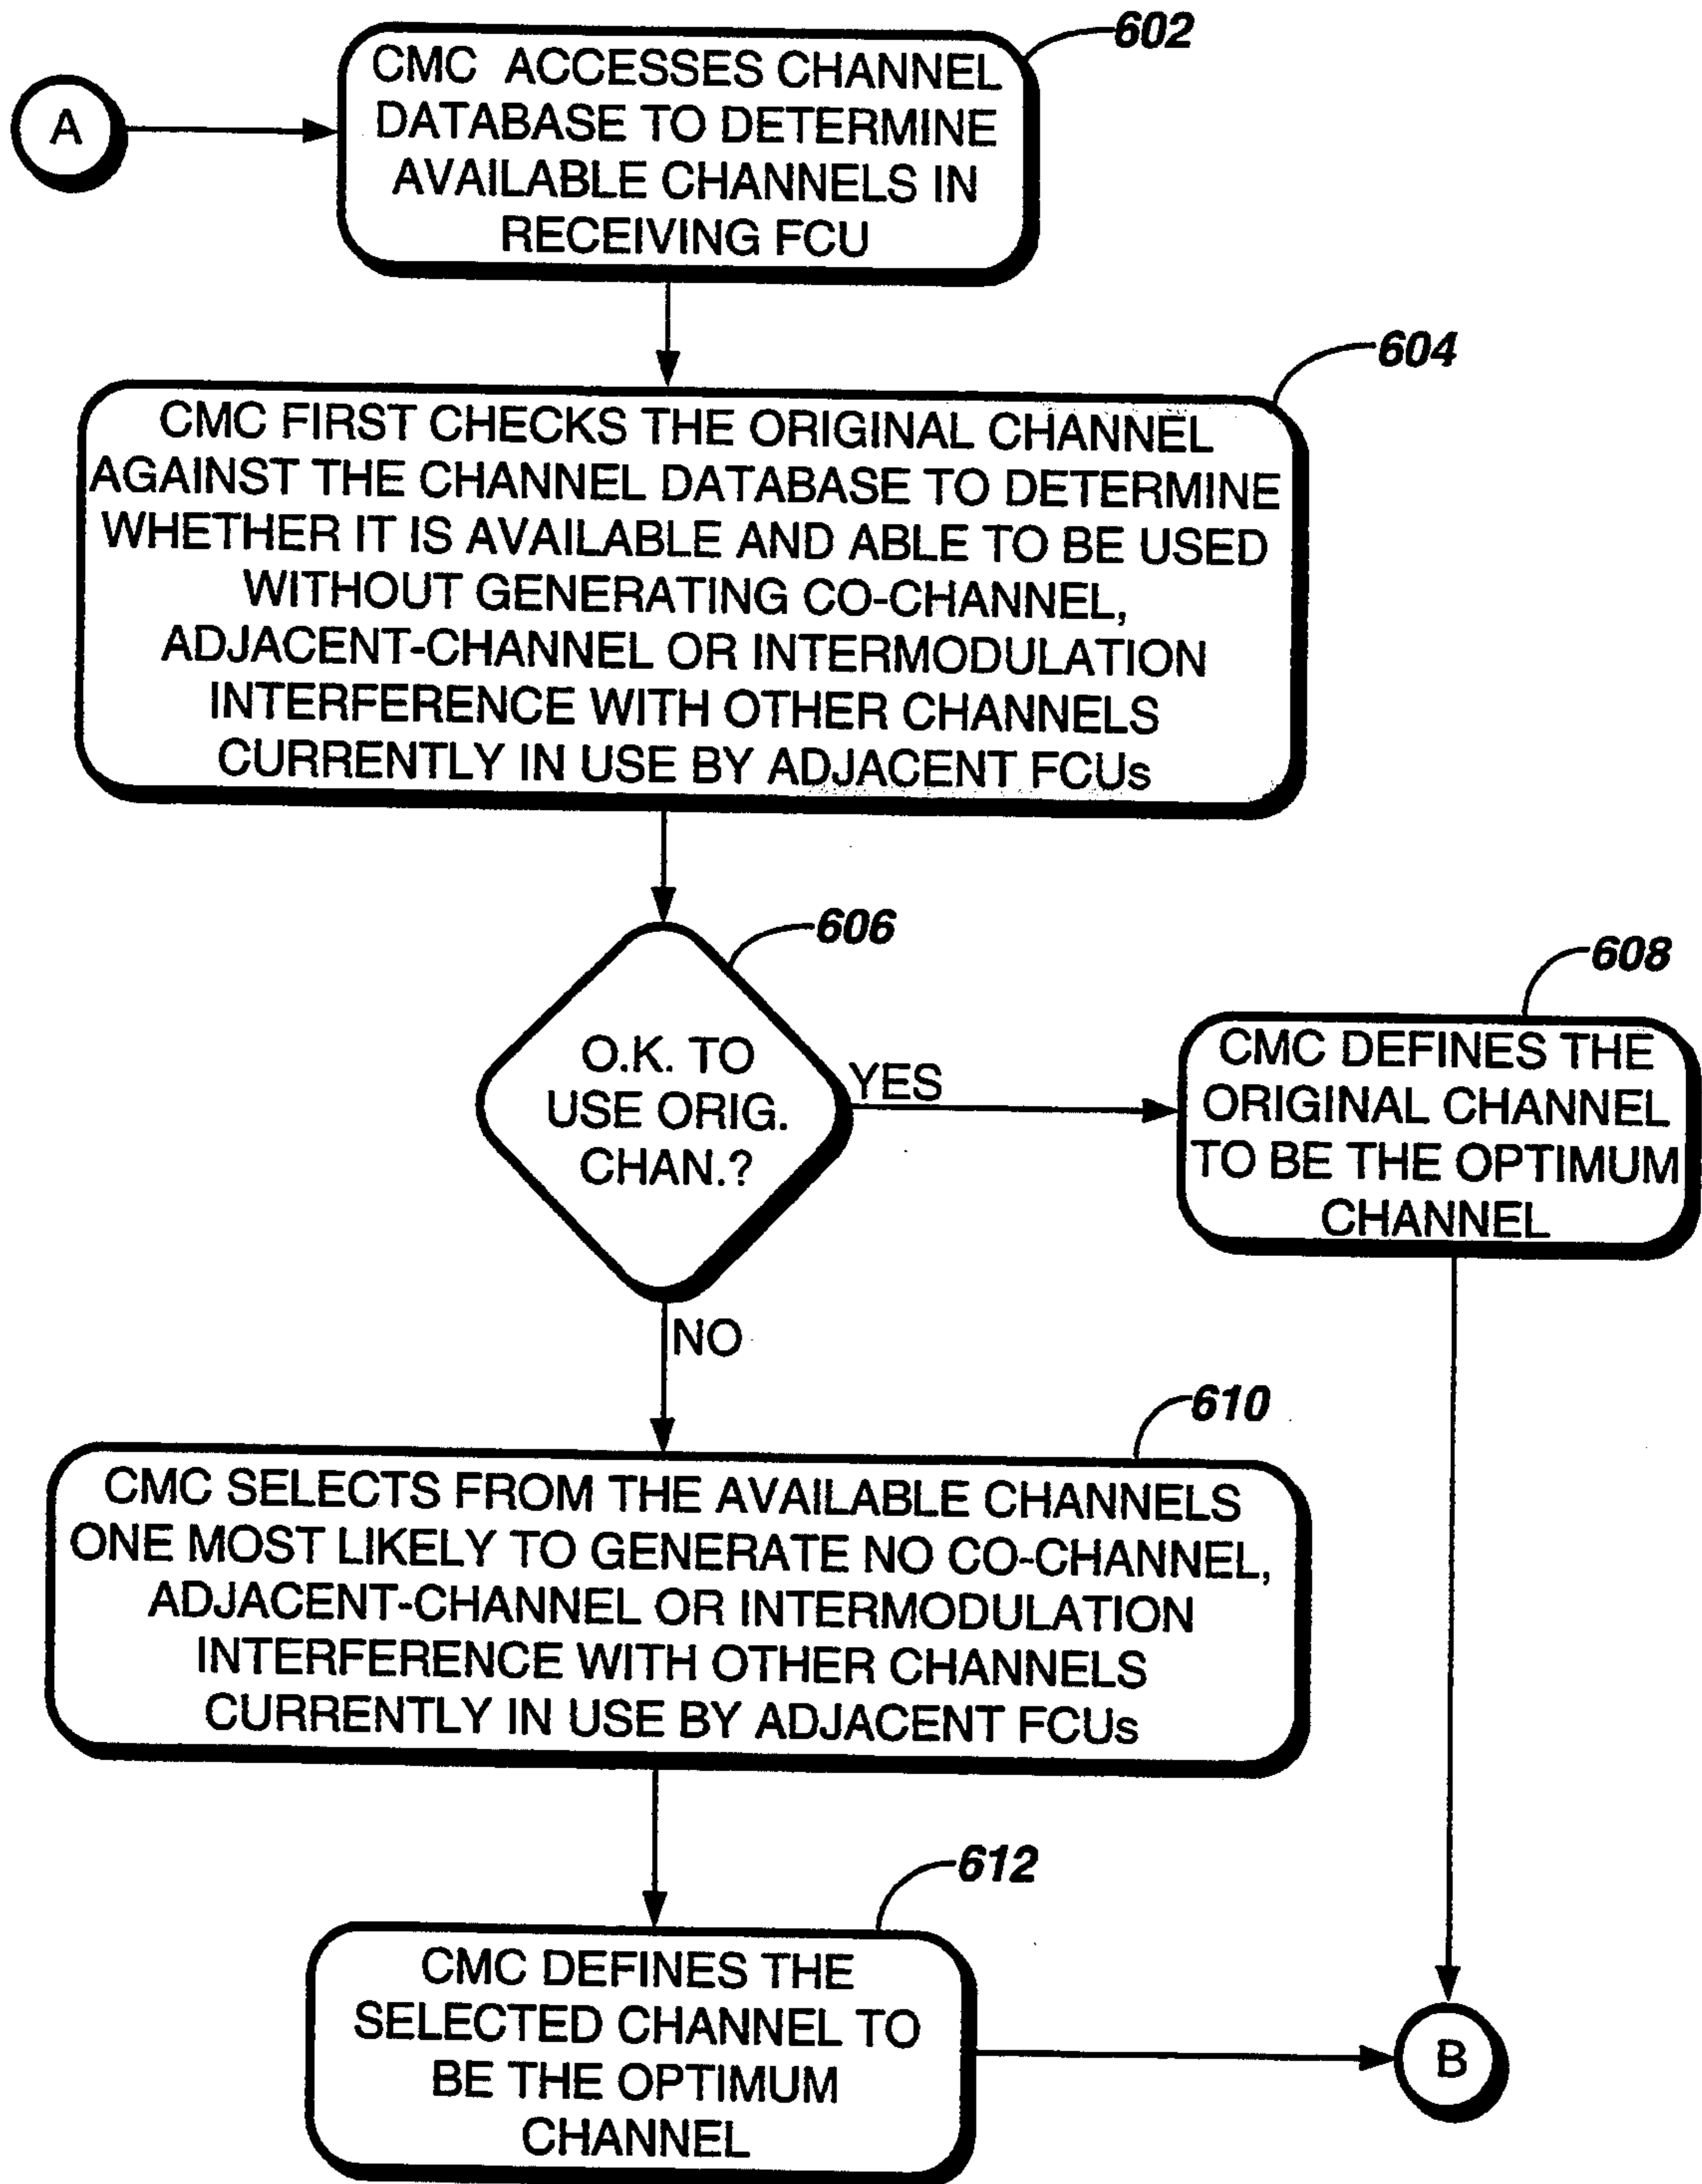 602
A
CMC ACCESSES CHANNEL
DATABASE TO DETERMINE
AVAILABLE CHANNELS IN
RECEIVING FCU
604
CMC FIRST CHECKS THE ORIGINAL CHANNEL
AGAINST THE CHANNEL DATABASE TO DETERMINE
WHETHER IT IS AVAILABLE AND ABLE TO BE USED
WITHOUT GENERATING CO-CHANNEL,
ADJACENT-CHANNEL OR INTERMODULATION
INTERFERENCE WITH OTHER CHANNELS
CURRENTLY IN USE BY ADJACENT FCUs
606
O.K. TO
USE ORIG.
CHAN.?
YES
608
CMC DEFINES THE
ORIGINAL CHANNEL
TO BE THE OPTIMUM
CHANNEL
NO
610
CMC SELECTS FROM THE AVAILABLE CHANNELS
ONE MOST LIKELY TO GENERATE NO CO-CHANNEL,
ADJACENT-CHANNEL OR INTERMODULATION
INTERFERENCE WITH OTHER CHANNELS
CURRENTLY IN USE BY ADJACENT FCUs
612
CMC DEFINES THE
SELECTED CHANNEL TO
BE THE OPTIMUM
CHANNEL
B